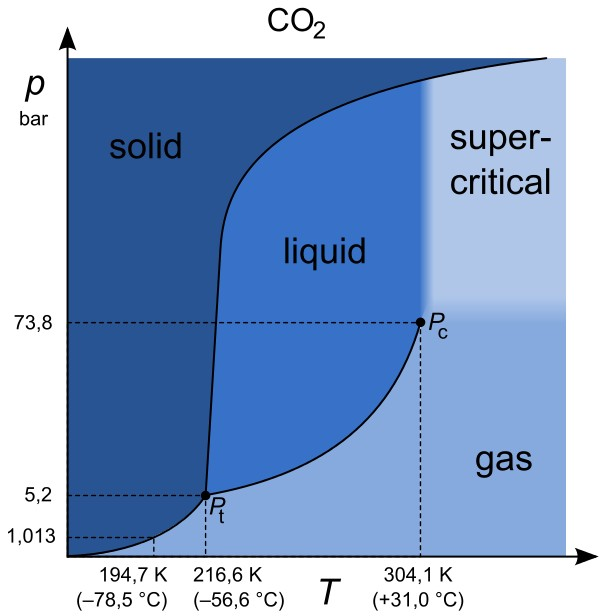 CO₂
p
bar
solid
super-
critical
liquid
73,8
Pc
gas
5,2
Pt
1,013
194,7 K
(–78,5 °C)
216,6 K
(–56,6 °C)
T
304,1 K
(+31,0 °C)